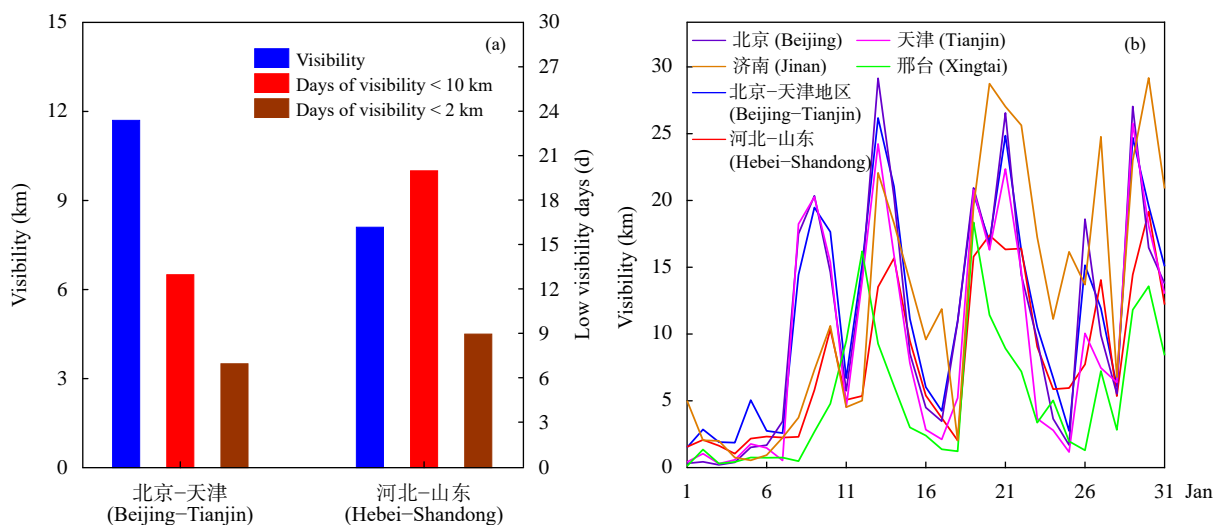 (a)
Visibility
Days of visibility < 10 km
Days of visibility < 2 km
Visibility (km)
15
12
9
6
3
0
Low visibility days (d)
30
27
24
21
18
15
12
9
6
3
0
北京−天津
(Beijing−Tianjin)
河北−山东
(Hebei−Shandong)
(b)
北京 (Beijing)
天津 (Tianjin)
济南 (Jinan)
邢台 (Xingtai)
北京−天津地区
(Beijing−Tianjin)
河北−山东
(Hebei−Shandong)
Visibility (km)
30
25
20
15
10
5
0
1 6 11 16 21 26 31 Jan